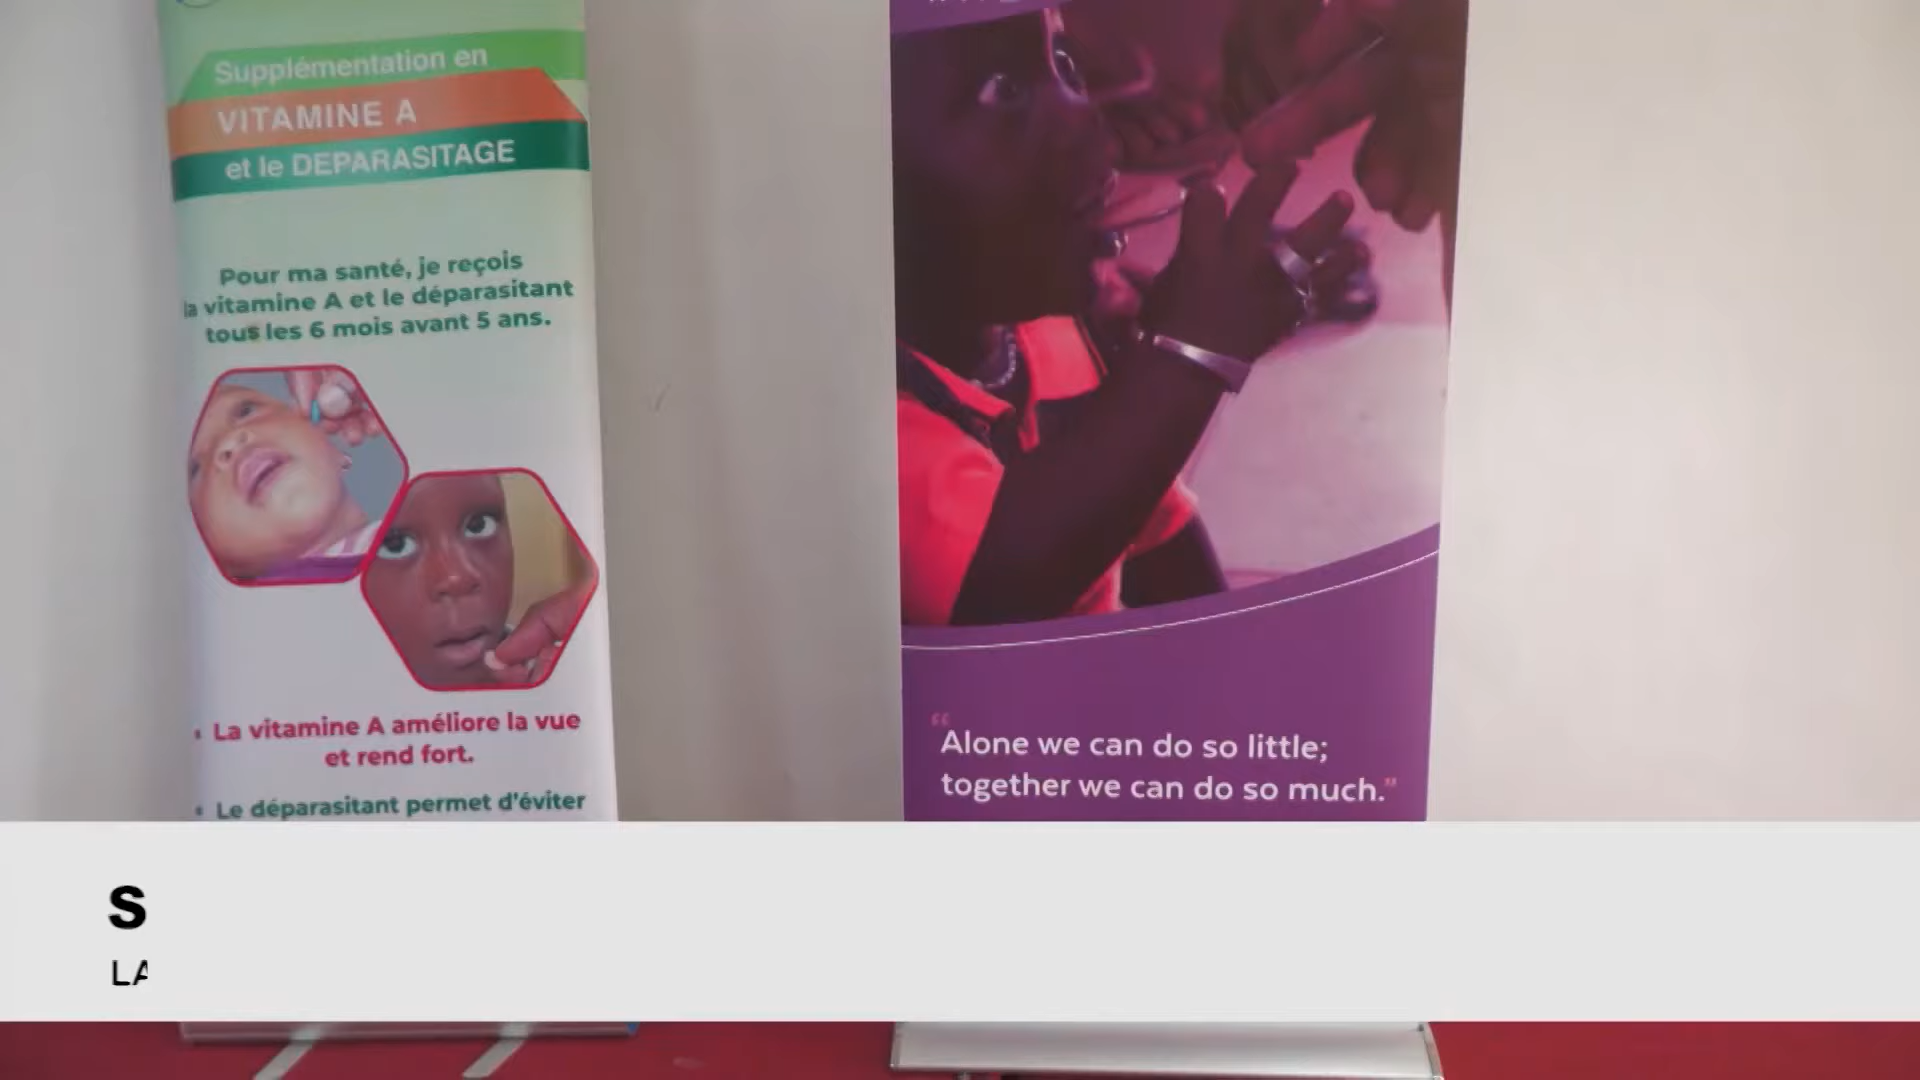 Supplémentation en
VITAMINE A
et le DEPARASITAGE
Pour ma santé, je reçois
la vitamine A et le déparasitant
tous les 6 mois avant 5 ans.
• La vitamine A améliore la vue
et rend fort.
• Le déparasitant permet d'éviter
“Alone we can do so little;
together we can do so much.”
S
LA